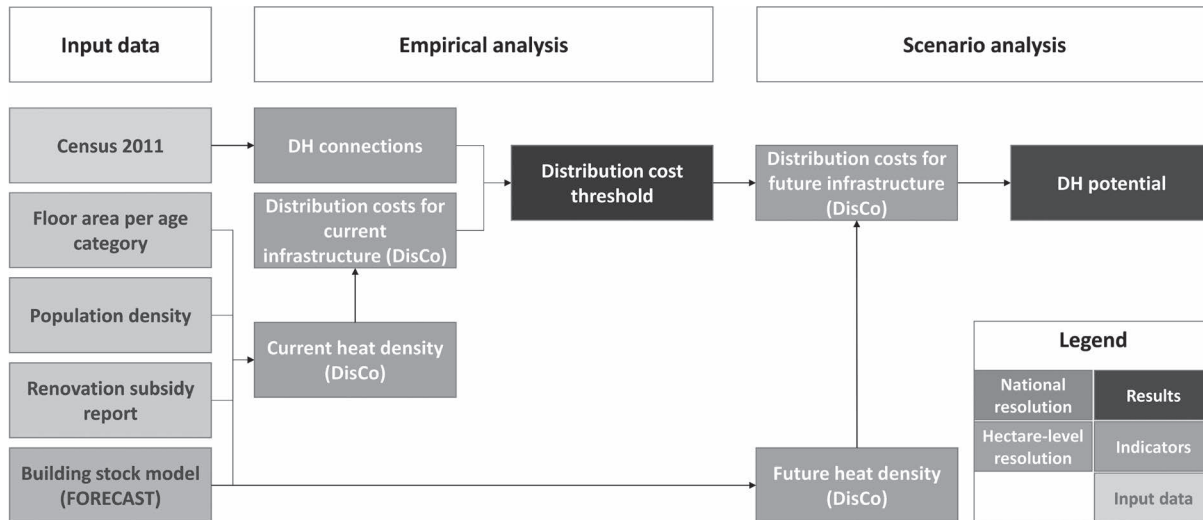 Input data
Empirical analysis
Scenario analysis
Census 2011
DH connections
Distribution cost
threshold
Distribution costs for
future infrastructure
(DisCo)
DH potential
Floor area per age
category
Distribution costs for
current
infrastructure (DisCo)
Population density
Current heat density
(DisCo)
Renovation subsidy
report
Building stock model
(FORECAST)
Future heat density
(DisCo)
Legend
National
resolution
Results
Hectare-level
resolution
Indicators
Input data